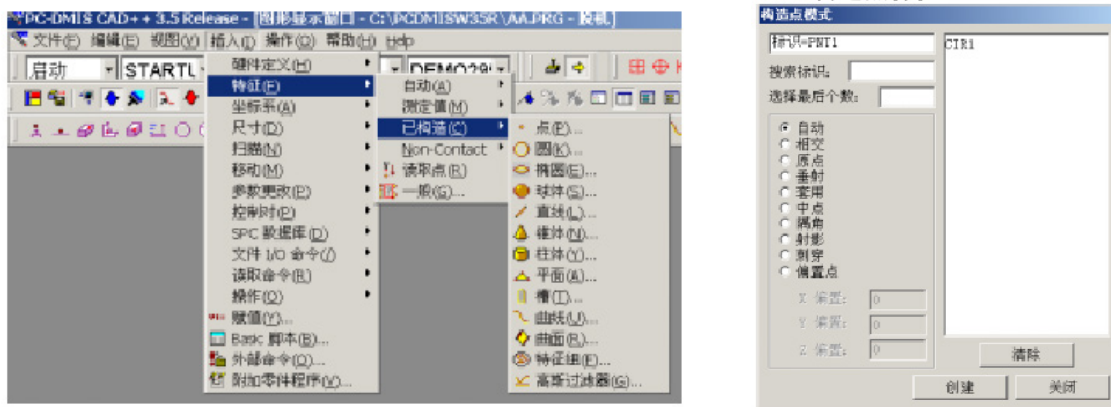 PC-DMIS CAD++ 3.5 Release - [图形显示窗口 - C:\PCDMISW35R\AA.PRG - 脱机]
文件(F) 编辑(E) 视图(V) 插入(I) 操作(O) 帮助(H) Help
启动 STARTU DEMO29
硬件定义(H)
特征(F)
坐标系(A)
尺寸(D)
扫描(N)
移动(M)
参数更改(P)
控制对(P)
SPC 数据库(D)
文件 I/O 命令(/)
读取命令(R)
操作(O)
赋值(Y)...
Basic 脚本(B)...
外部命令(O)...
附加零件程序(V)...
自动(A)
测定值(M)
已构造(C)
Non-Contact
读取点(R)
一般(G)...
点(P)...
圆(K)...
椭圆(E)...
球体(S)...
直线(L)...
锥体(N)...
柱体(Y)...
平面(A)...
槽(T)...
曲线(U)...
曲面(R)...
特征组(F)...
高斯过滤器(G)...
构造点模式
标识=PNT1
搜索标识:
选择最后个数:
自动
相交
原点
垂射
套用
中点
隅角
射影
刺穿
偏置点
X 偏置: 0
Y 偏置: 0
Z 偏置: 0
CIR1
清除
创建 关闭